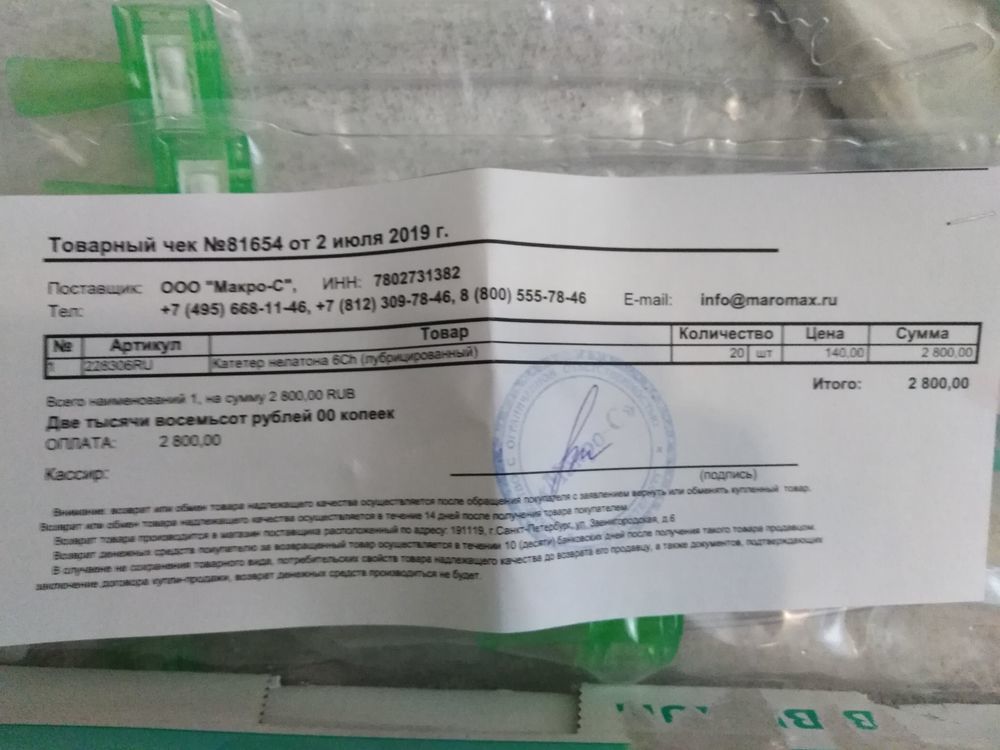 Товарный чек №81654 от 2 июля 2019 г.
Поставщик: ООО "Макро-С", ИНН: 7802731382
Тел: +7 (495) 668-11-46, +7 (812) 309-78-46, 8 (800) 555-78-46 E-mail: info@maromax.ru
№ Артикул Товар Количество Цена Сумма
1 228306RU Катетер нелатона 6Ch (лубрицированный) 20 шт 140,00 2 800,00
Итого: 2 800,00
Всего наименований 1, на сумму 2 800,00 RUB
Две тысячи восемьсот рублей 00 копеек
ОПЛАТА: 2 800,00
Кассир:
(подпись)
Внимание: возврат или обмен товара надлежащего качества осуществляется после обращения покупателя с заявлением вернуть или обменять купленный товар.
Возврат или обмен товара надлежащего качества осуществляется в течение 14 дней после получения товара покупателем.
Возврат товара производится в магазин поставщика расположенный по адресу: 191119, г.Санкт-Петербург, ул. Звенигородская, д.6
Возврат денежных средств покупателю за возвращенный товар осуществляется в течении 10 (десяти) банковских дней после получения такого товара продавцом.
В случаение на сохранения товарного вида, потребительских свойств товара надлежащего качества до возврата его продавцу, а также документов, подтверждающих
заключение договора купли-продажи, возврат денежных средств производиться не будет.
С ОГРАНИЧЕННОЙ ОТВЕТСТВЕННОСТЬЮ